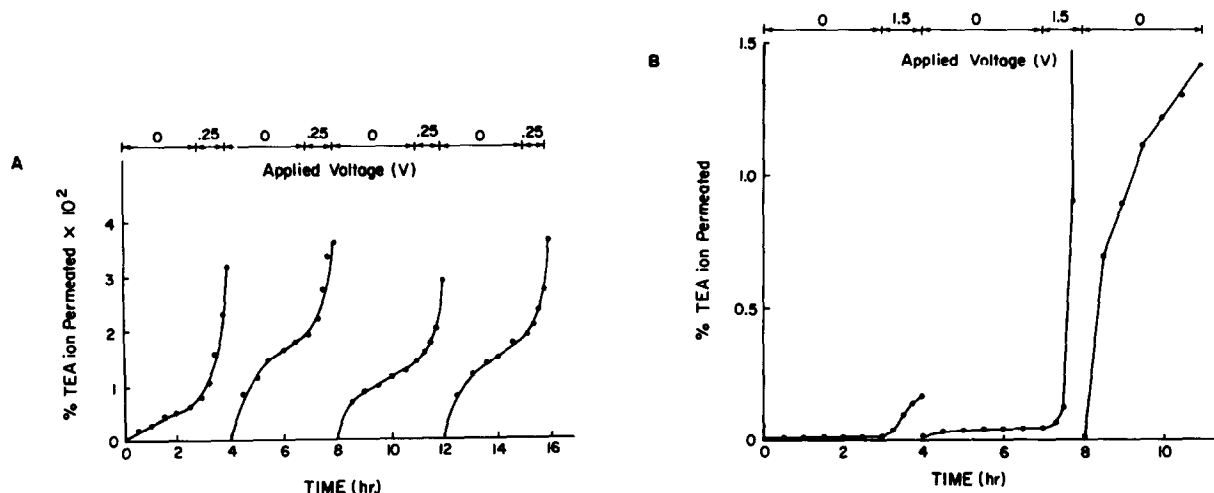 A
0 .25 0 .25 0 .25 0 .25
Applied Voltage (V)
% TEA ion Permeated × 10²
4
3
2
1
0
0 2 4 6 8 10 12 14 16
TIME (hr.)
B
0 1.5 0 1.5 0
Applied Voltage (V)
% TEA ion Permeated
1.5
1.0
0.5
0
0 2 4 6 8 10
TIME (hr)